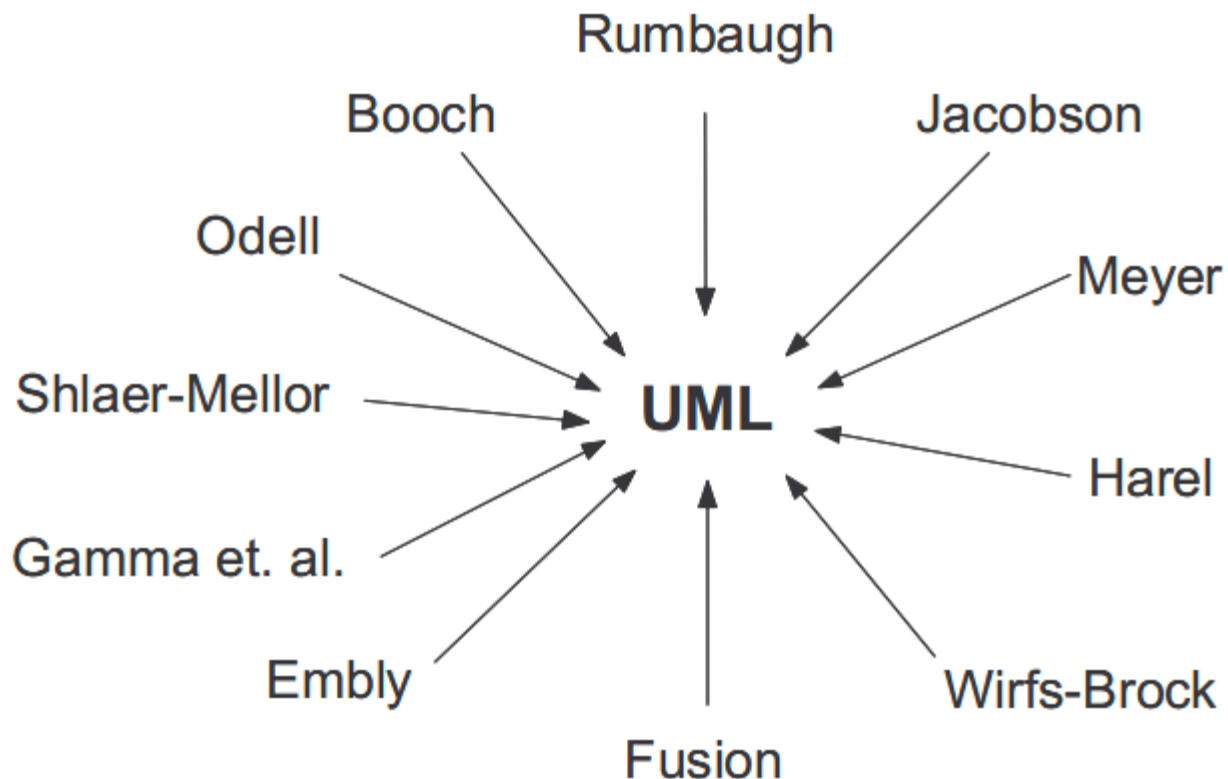 Rumbaugh
Booch
Jacobson
Odell
Meyer
Shlaer-Mellor
UML
Harel
Gamma et. al.
Embly
Wirfs-Brock
Fusion